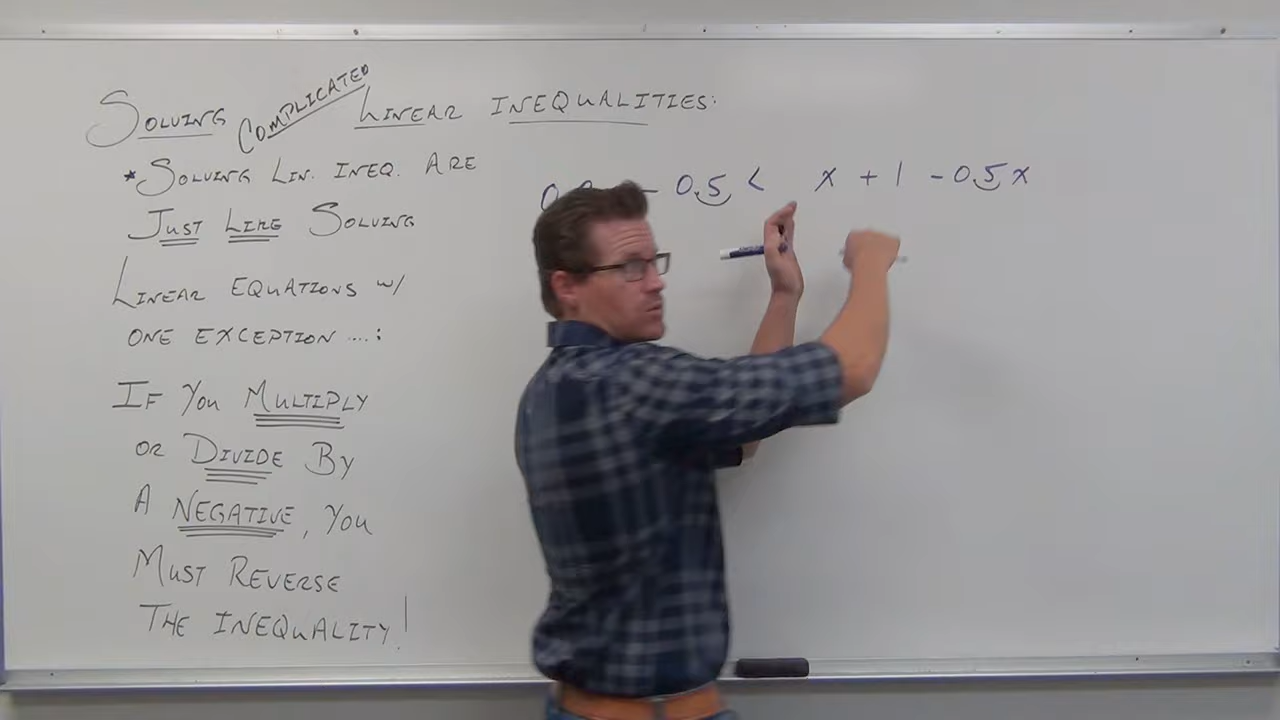 SOLVING COMPLICATED LINEAR INEQUALITIES:
* SOLVING LIN. INEQ. ARE
JUST LIKE SOLVING
LINEAR EQUATIONS W/
ONE EXCEPTION ....:
IF YOU MULTIPLY
OR DIVIDE BY
A NEGATIVE, YOU
MUST REVERSE
THE INEQUALITY!
- 0.5 < x + 1 - 0.5x